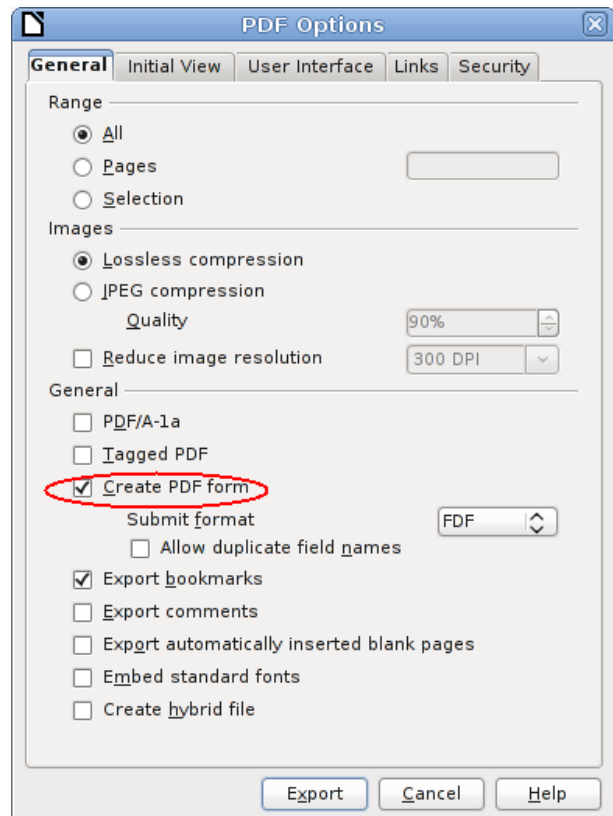 PDF Options
General Initial View User Interface Links Security
Range
All
Pages
Selection
Images
Lossless compression
JPEG compression
Quality 90%
Reduce image resolution 300 DPI
General
PDF/A-1a
Tagged PDF
Create PDF form
Submit format FDF
Allow duplicate field names
Export bookmarks
Export comments
Export automatically inserted blank pages
Embed standard fonts
Create hybrid file
Export Cancel Help